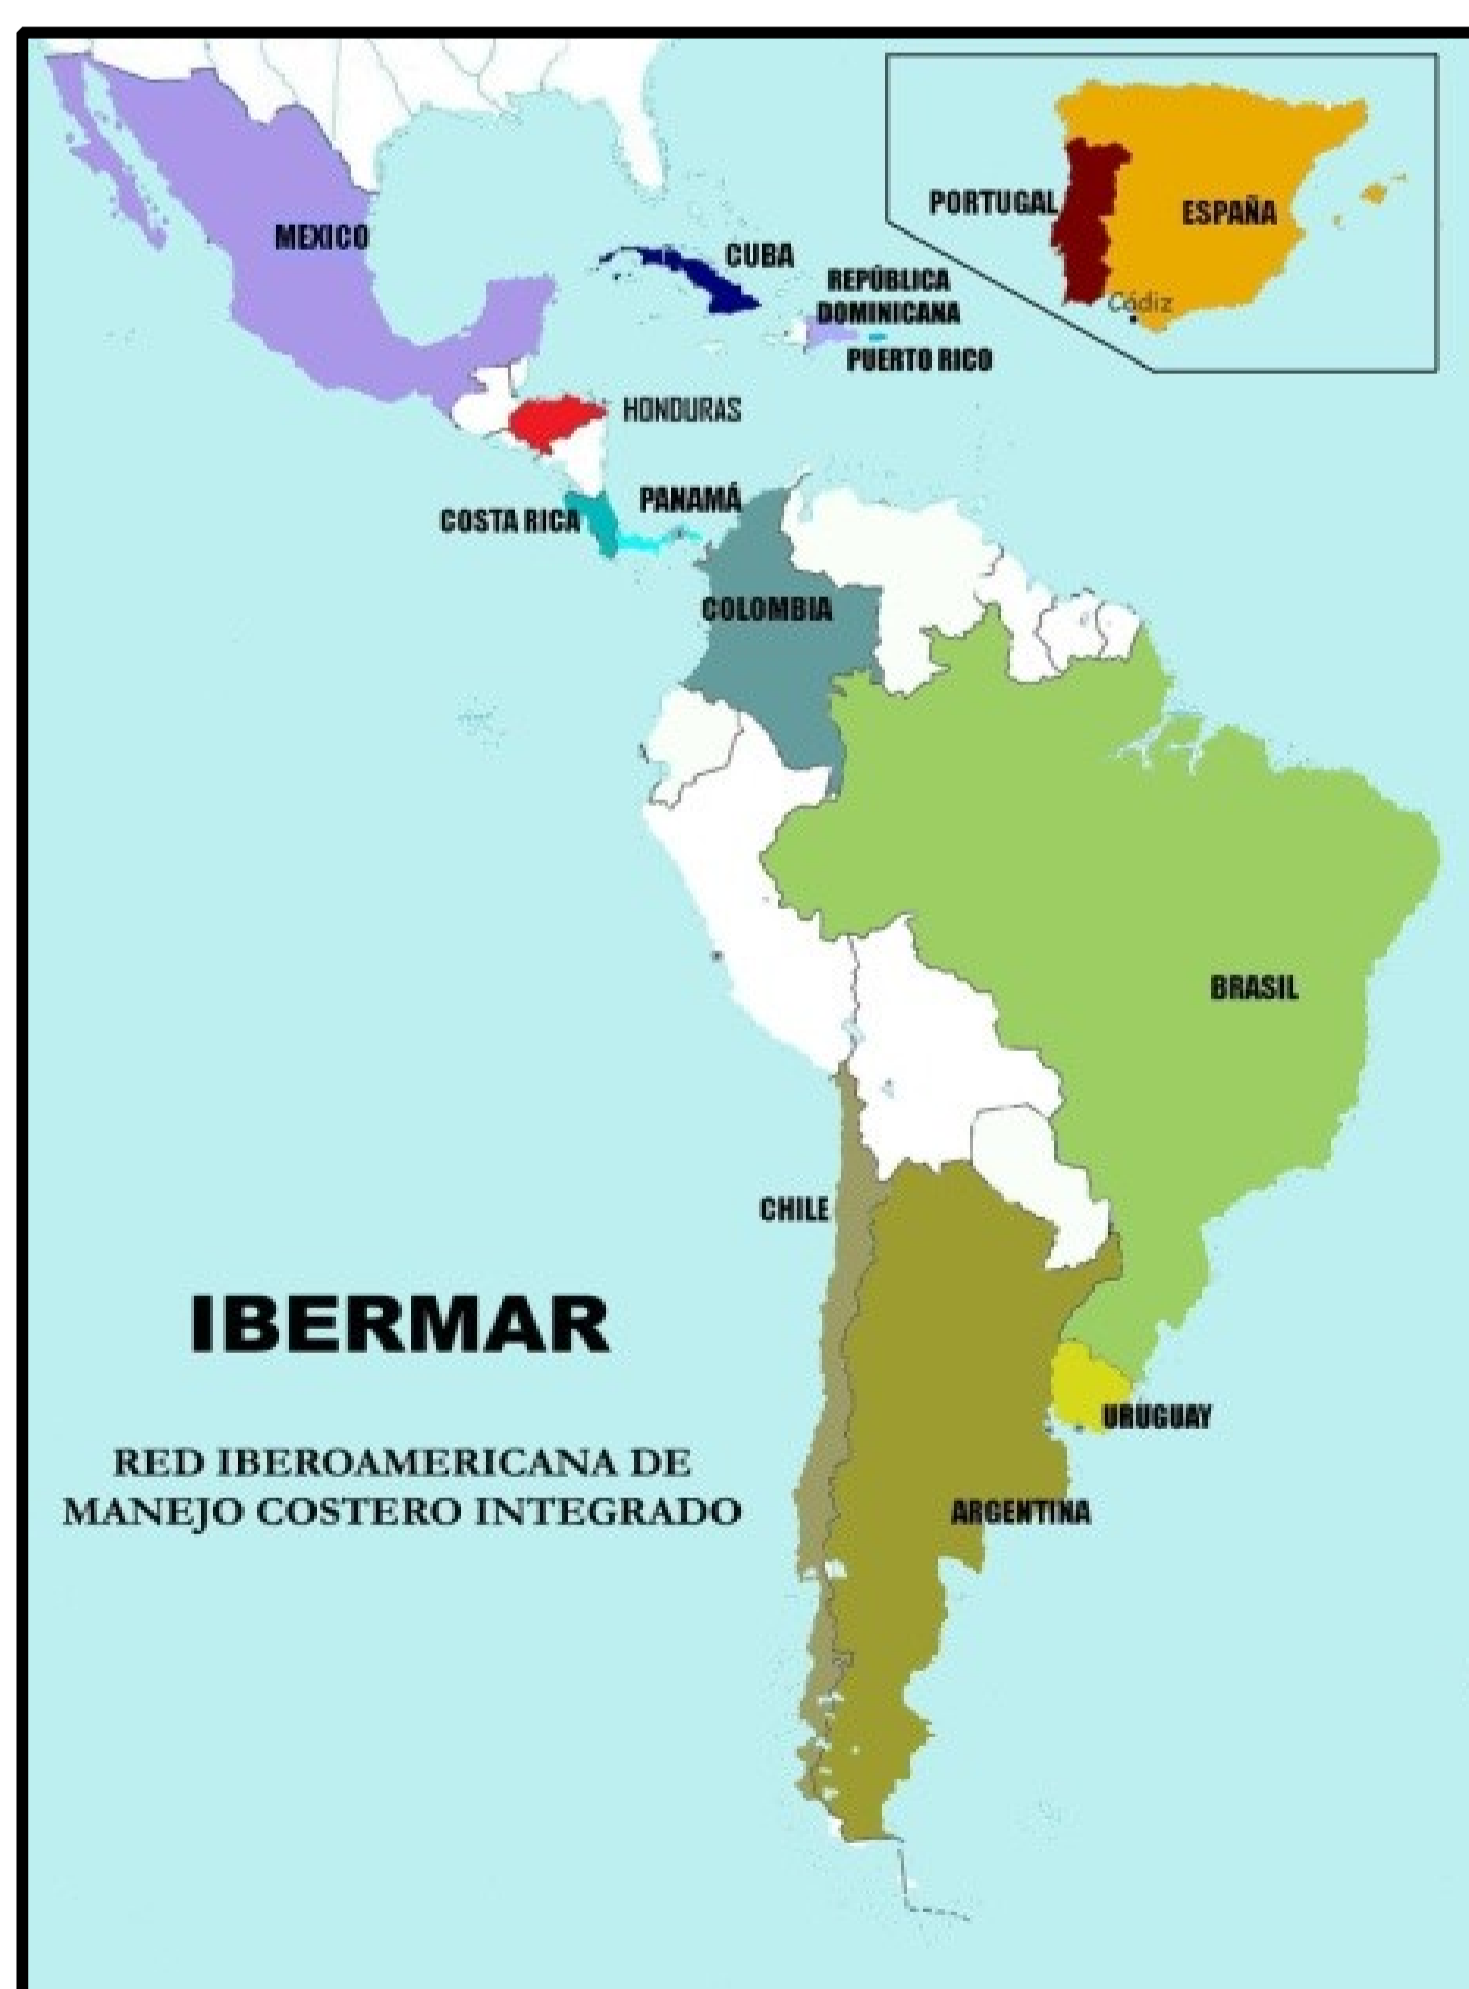 PORTUGAL
ESPAÑA
Cádiz
MEXICO
CUBA
REPÚBLICA
DOMINICANA
PUERTO RICO
HONDURAS
PANAMÁ
COSTA RICA
COLOMBIA
BRASIL
CHILE
IBERMAR
URUGUAY
RED IBEROAMERICANA DE
MANEJO COSTERO INTEGRADO
ARGENTINA